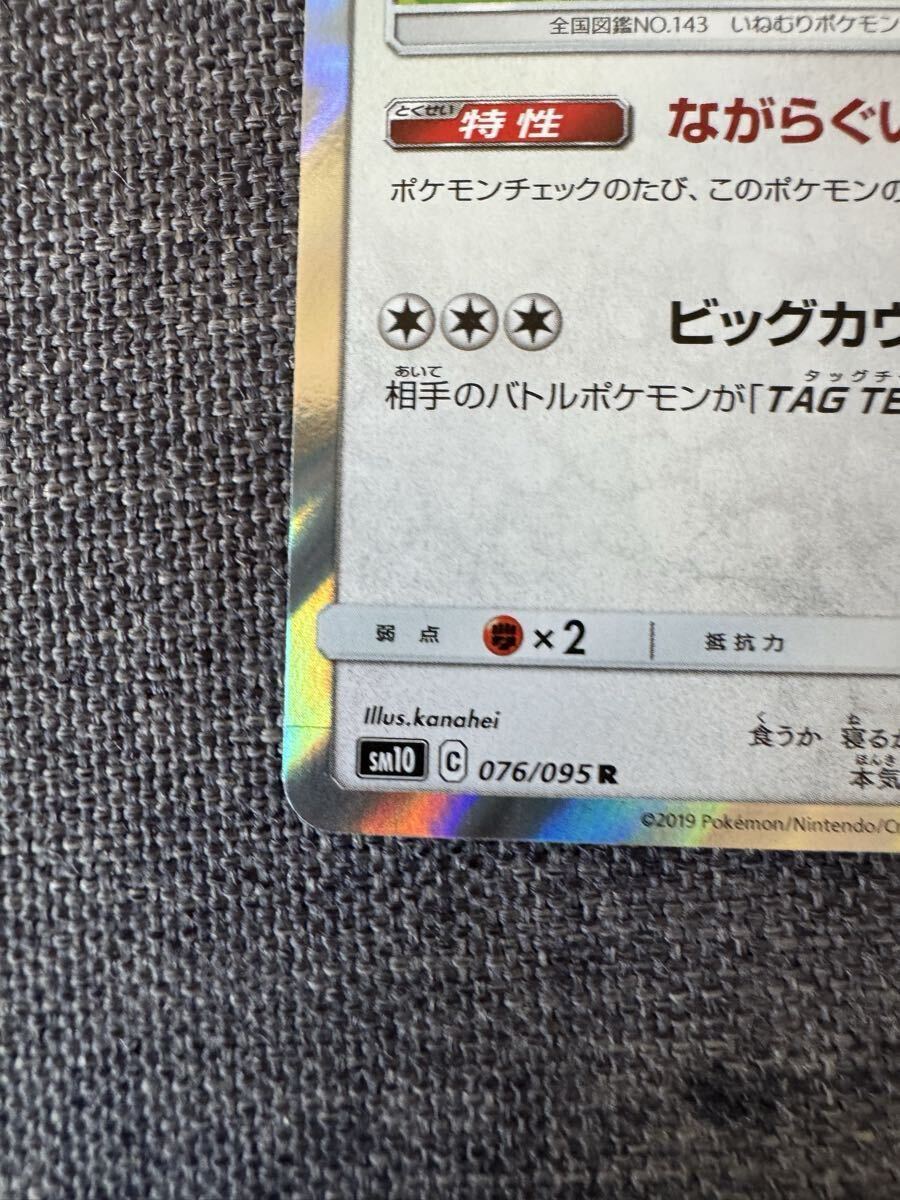 全国図鑑NO.143 いねむりポケモン
とくせい
特性 ながらぐい
ポケモンチェックのたび、このポケモンの
ビッグカウ
あいて タッグチ
相手のバトルポケモンが「TAG TE
弱点 ×2 抵抗力
Illus.kanahei
く ね
食うか 寝るか
SM10 C 076/095 R
ほんき
本気
©2019 Pokémon/Nintendo/Cr